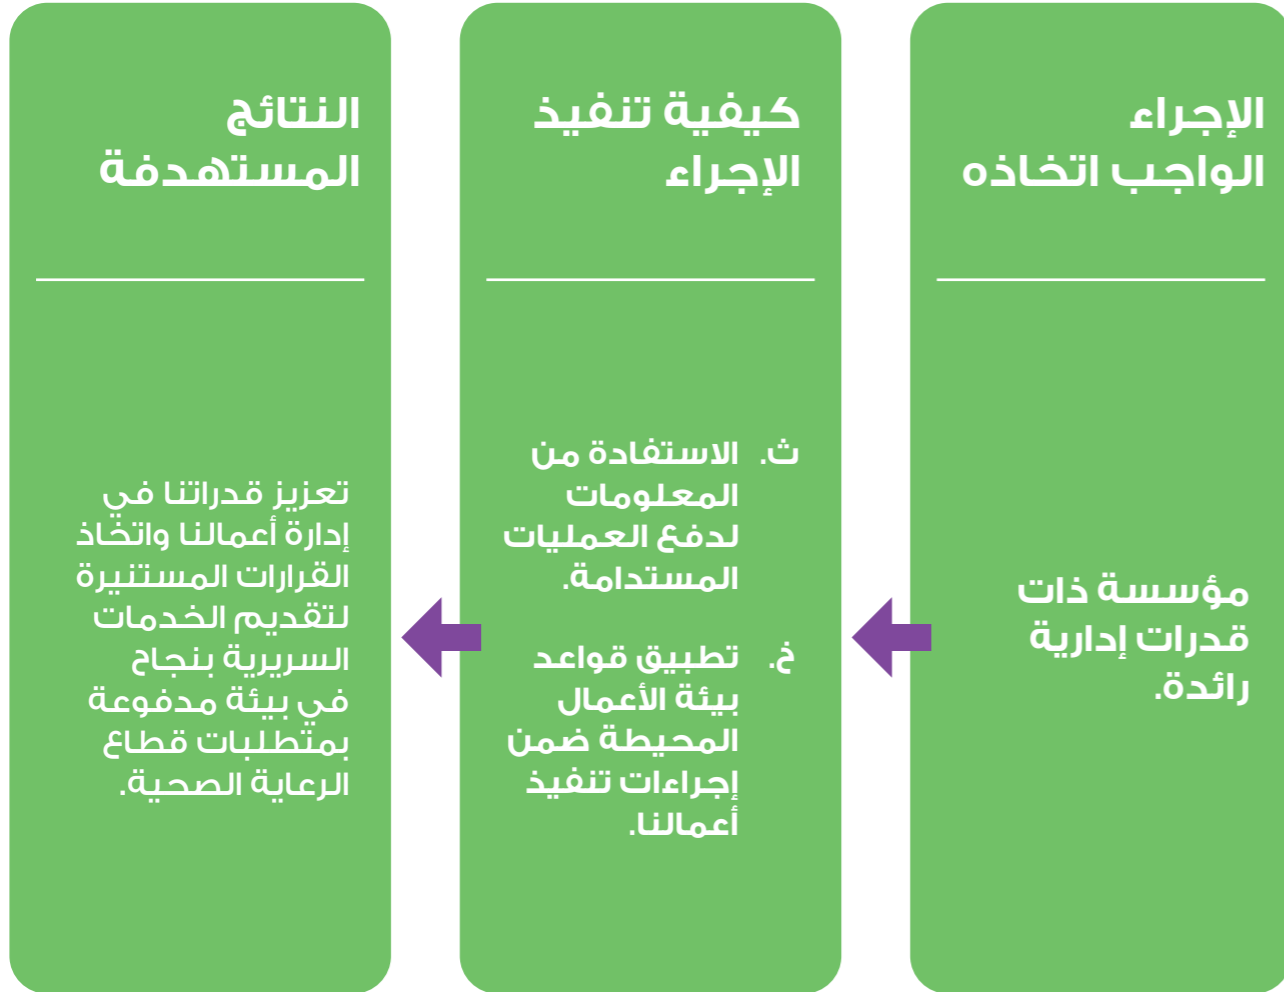 الإجراء
الواجب اتخاذه
مؤسسة ذات
قدرات إدارية
رائدة.
كيفية تنفيذ
الإجراء
ث. الاستفادة من
المعلومات
لدفع العمليات
المستدامة.
خ. تطبيق قواعد
بيئة الأعمال
المحيطة ضمن
إجراءات تنفيذ
أعمالنا.
النتائج
المستهدفة
تعزيز قدراتنا في
إدارة أعمالنا واتخاذ
القرارات المستنيرة
لتقديم الخدمات
السريرية بنجاح
في بيئة مدفوعة
بمتطلبات قطاع
الرعاية الصحية.